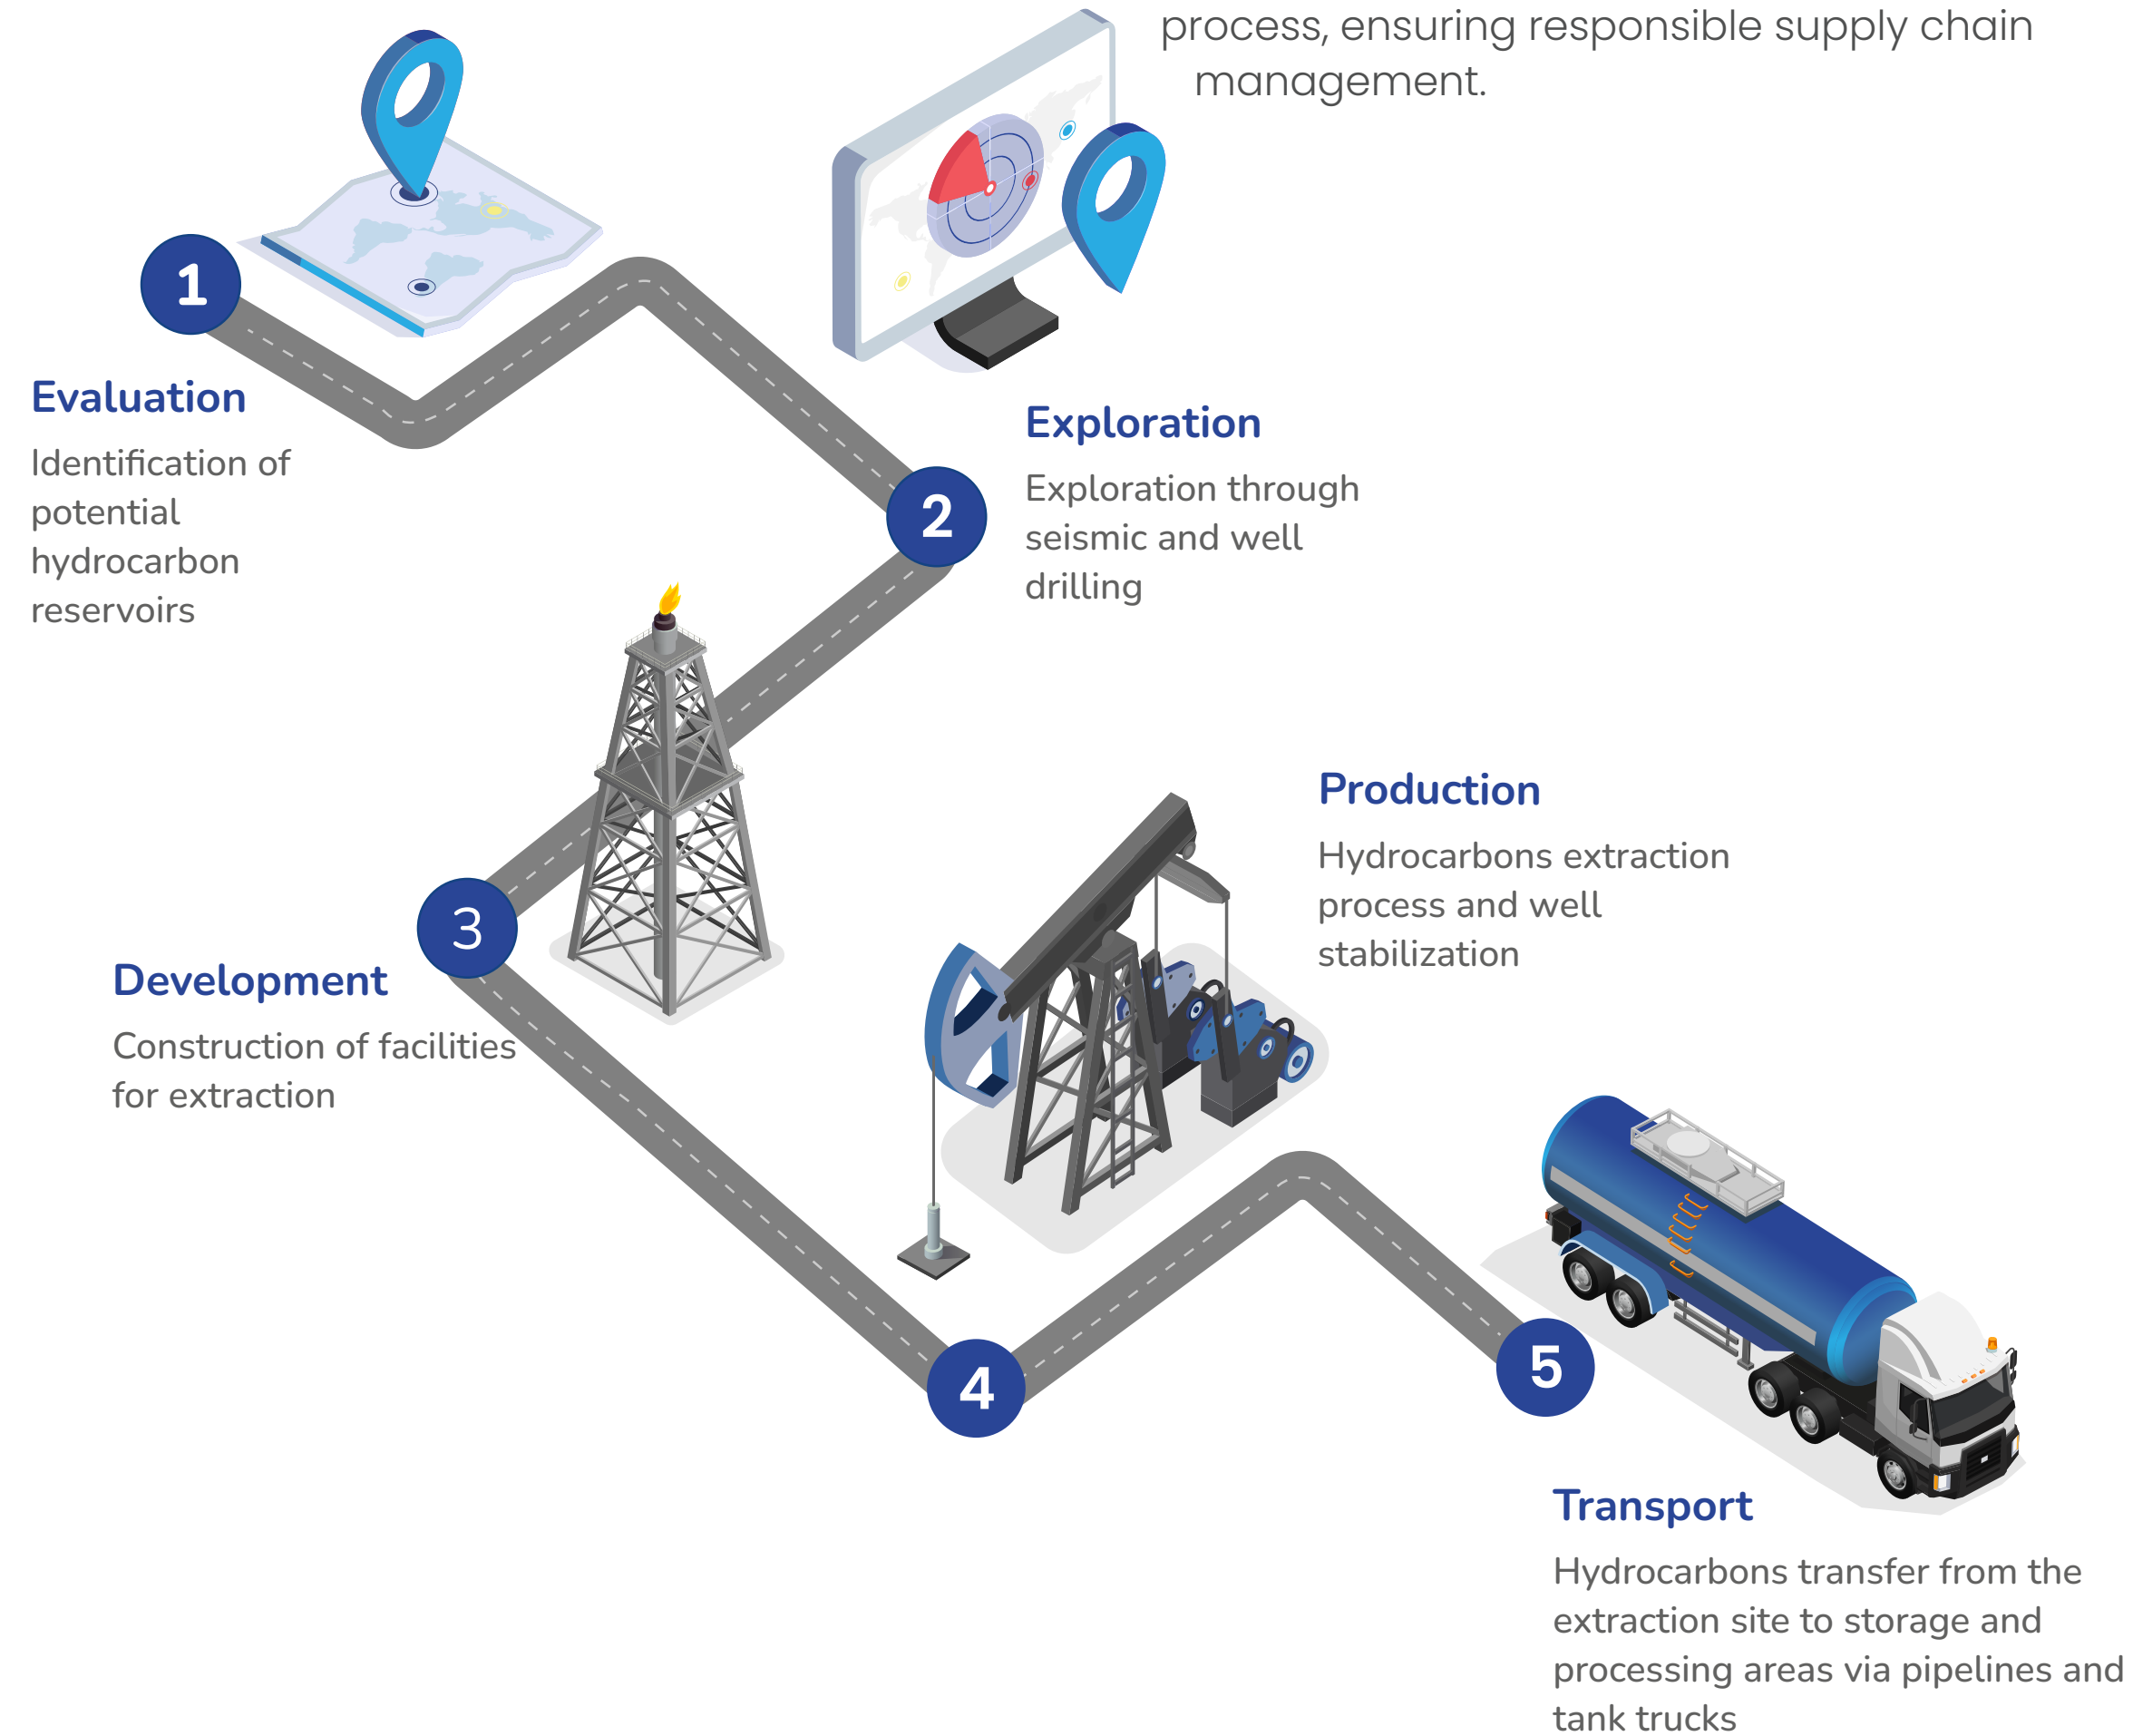 process, ensuring responsible supply chain
management.
1
Evaluation
Identification of
potential
hydrocarbon
reservoirs
2
Exploration
Exploration through
seismic and well
drilling
3
Development
Construction of facilities
for extraction
4
Production
Hydrocarbons extraction
process and well
stabilization
5
Transport
Hydrocarbons transfer from the
extraction site to storage and
processing areas via pipelines and
tank trucks